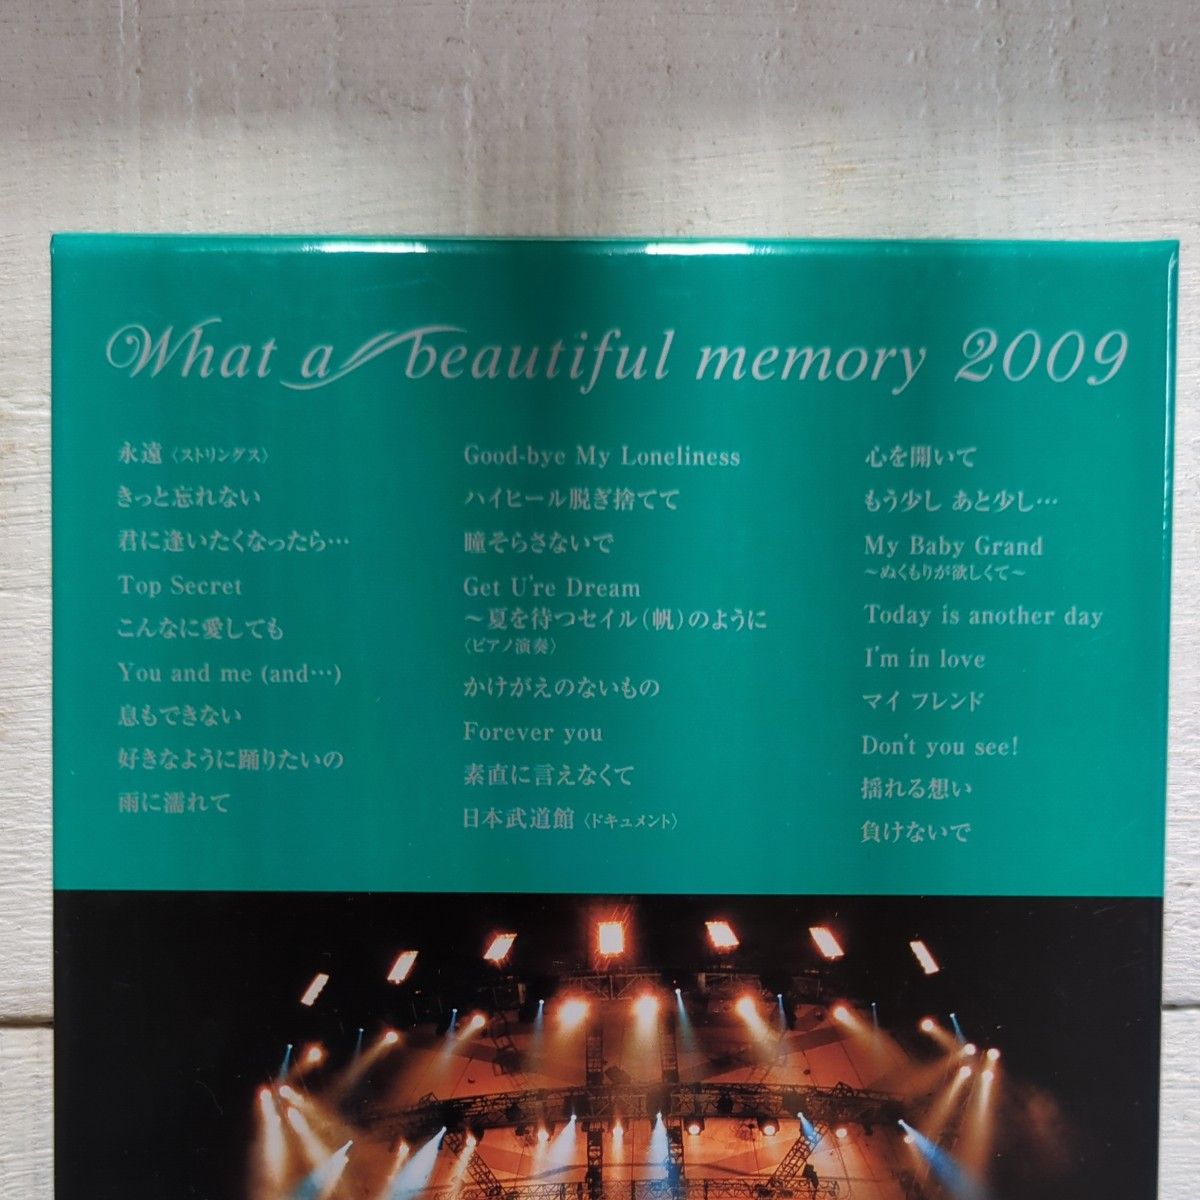 What a beautiful memory 2009
永遠〈ストリングス〉
きっと忘れない
君に逢いたくなったら…
Top Secret
こんなに愛しても
You and me (and…)
息もできない
好きなように踊りたいの
雨に濡れて
Good-bye My Loneliness
ハイヒール脱ぎ捨てて
瞳そらさないで
Get U're Dream
～夏を待つセイル（帆）のように
〈ピアノ演奏〉
かけがえのないもの
Forever you
素直に言えなくて
日本武道館〈ドキュメント〉
心を開いて
もう少し あと少し…
My Baby Grand
～ぬくもりが欲しくて～
Today is another day
I'm in love
マイ フレンド
Don't you see!
揺れる想い
負けないで